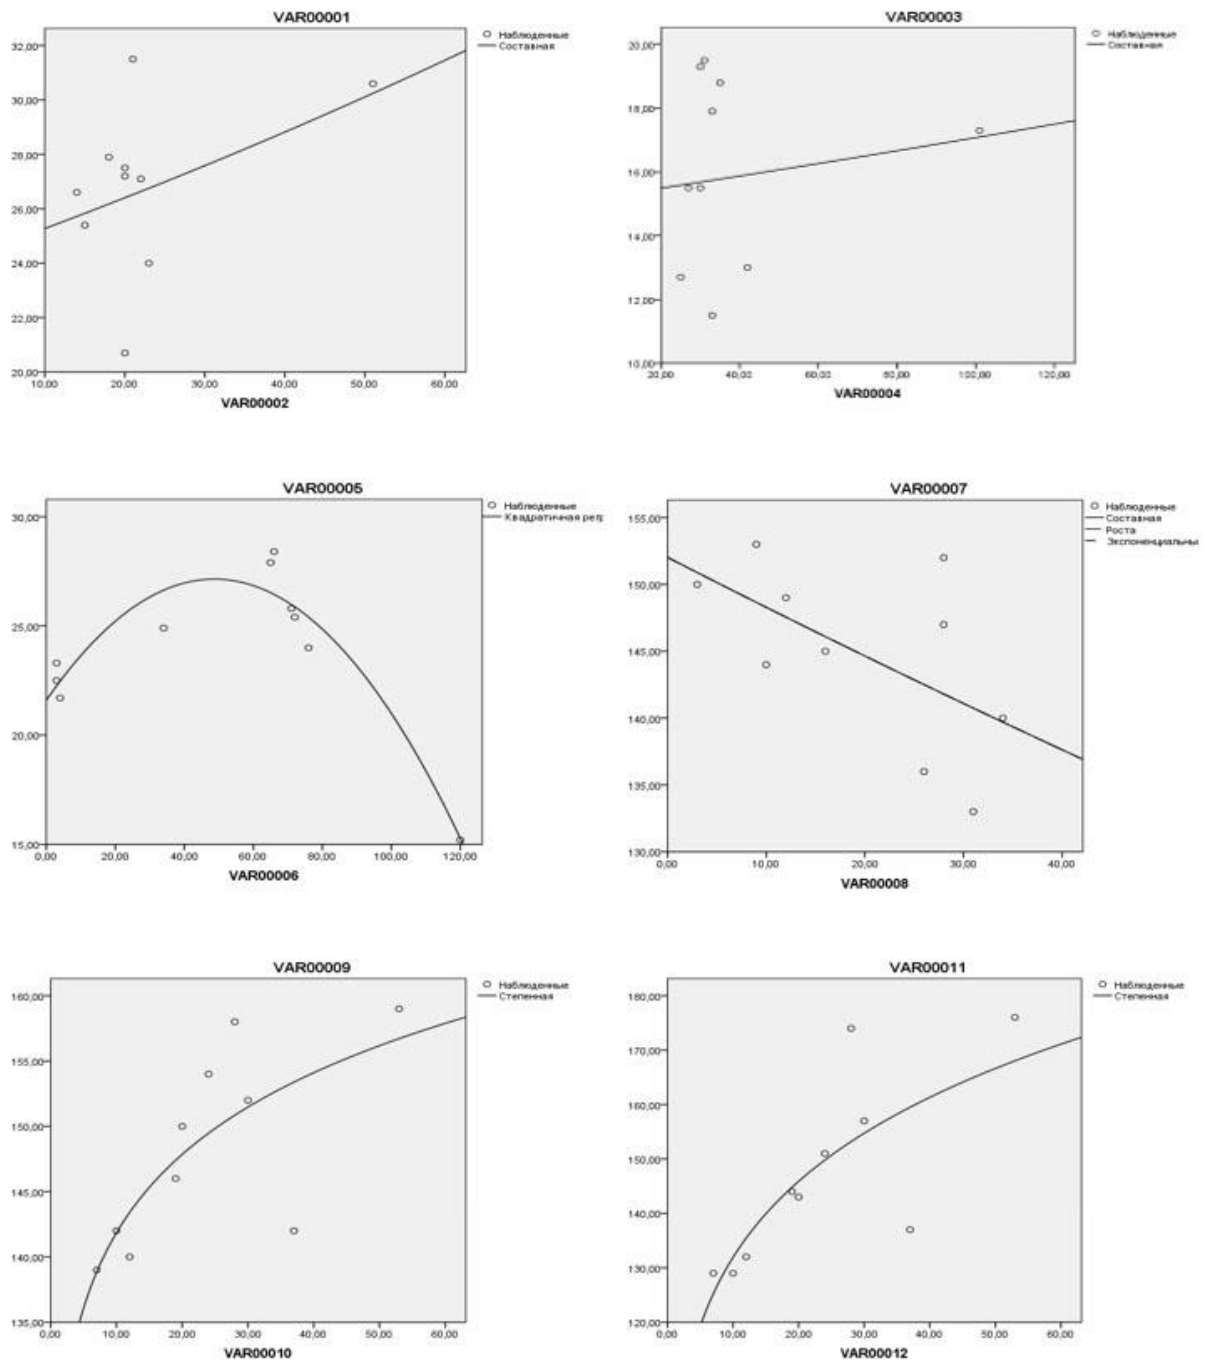 VAR00001
32,00
30,00
28,00
26,00
24,00
22,00
20,00
10,00 20,00 30,00 40,00 50,00 60,00
VAR00002
Наблюденные
Составная
VAR00003
20,00
18,00
16,00
14,00
12,00
10,00
20,00 40,00 60,00 80,00 100,00 120,00
VAR00004
Наблюденные
Составная
VAR00005
30,00
25,00
20,00
15,00
0,00 20,00 40,00 60,00 80,00 100,00 120,00
VAR00006
Наблюденные
Квадратичная регр
VAR00007
155,00
150,00
145,00
140,00
135,00
130,00
0,00 10,00 20,00 30,00 40,00
VAR00008
Наблюденные
Составная
Роста
Экспоненциальны
VAR00009
160,00
155,00
150,00
145,00
140,00
135,00
0,00 10,00 20,00 30,00 40,00 50,00 60,00
VAR00010
Наблюденные
Степенная
VAR00011
180,00
170,00
160,00
150,00
140,00
130,00
120,00
0,00 10,00 20,00 30,00 40,00 50,00 60,00
VAR00012
Наблюденные
Степенная